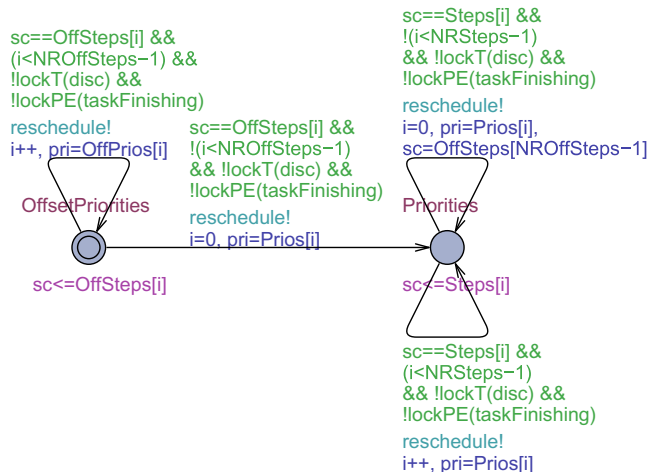 sc==OffSteps[i] &&
(i<NROffSteps−1) &&
!lockT(disc) &&
!lockPE(taskFinishing)
reschedule!
i++, pri=OffPrios[i]
OffsetPriorities
sc<=OffSteps[i]
sc==OffSteps[i] &&
!(i<NROffSteps−1)
&& !lockT(disc) &&
!lockPE(taskFinishing)
reschedule!
i=0, pri=Prios[i]
sc==Steps[i] &&
!(i<NRSteps−1)
&& !lockT(disc) &&
!lockPE(taskFinishing)
reschedule!
i=0, pri=Prios[i],
sc=OffSteps[NROffSteps−1]
Priorities
sc<=Steps[i]
sc==Steps[i] &&
(i<NRSteps−1)
&& !lockT(disc) &&
!lockPE(taskFinishing)
reschedule!
i++, pri=Prios[i]